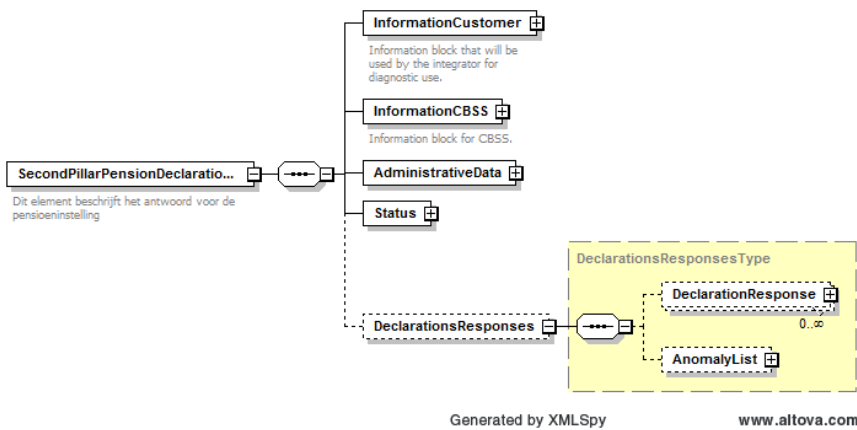 InformationCustomer
Information block that will be
used by the integrator for
diagnostic use.
InformationCBSS
Information block for CBSS.
SecondPillarPensionDeclaratio...
Dit element beschrijft het antwoord voor de
pensioeninstelling
AdministrativeData
Status
DeclarationsResponsesType
DeclarationResponse
0..∞
DeclarationsResponses
AnomalyList
Generated by XMLSpy
www.altova.com